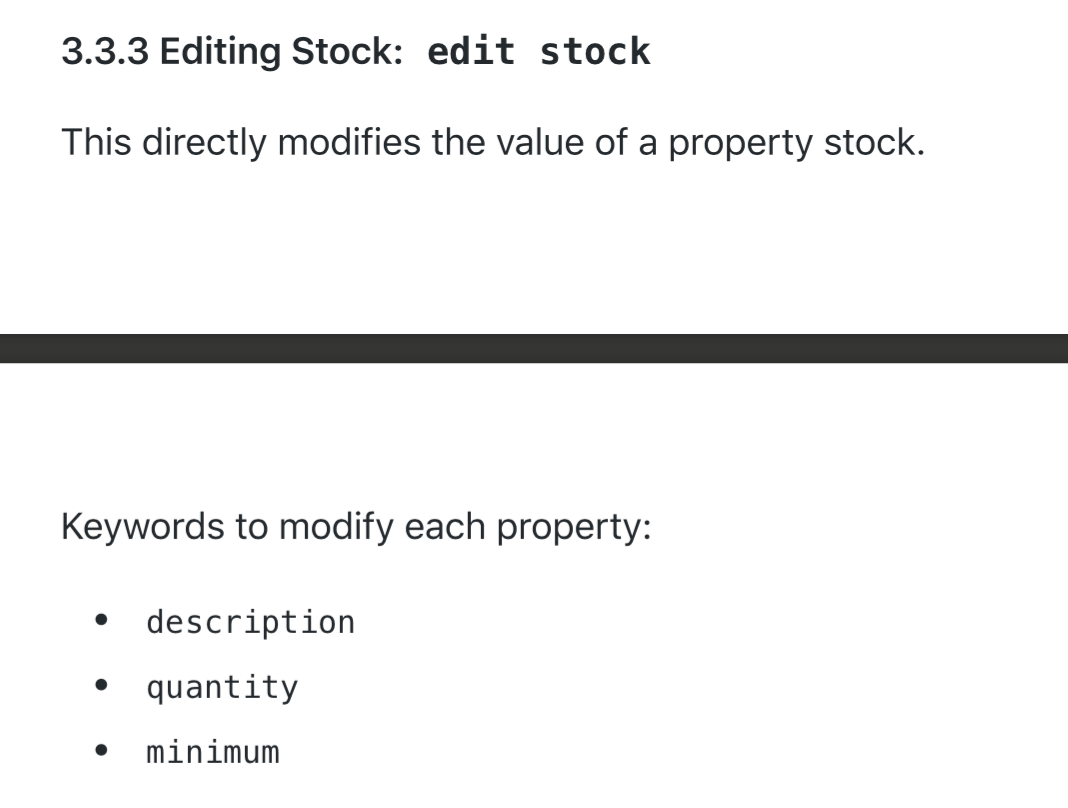 3.3.3 Editing Stock: edit stock
This directly modifies the value of a property stock.
Keywords to modify each property:
• description
• quantity
• minimum